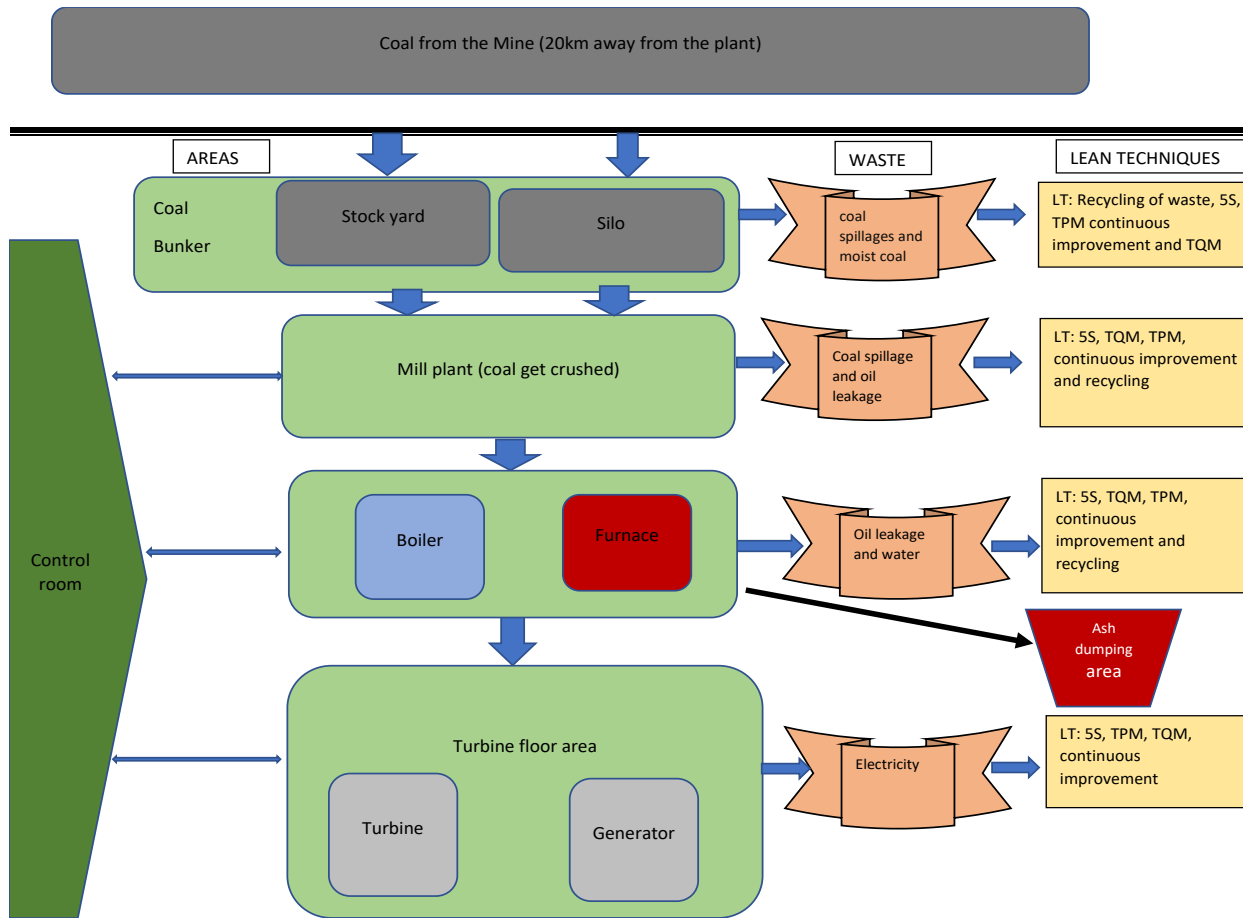 Coal from the Mine (20km away from the plant)
AREAS
WASTE
LEAN TECHNIQUES
Coal
Bunker
Stock yard
Silo
coal
spillages and
moist coal
LT: Recycling of waste, 5S,
TPM continuous
improvement and TQM
Mill plant (coal get crushed)
Coal spillage
and oil
leakage
LT: 5S, TQM, TPM,
continuous improvement
and recycling
Control
room
Boiler
Furnace
Oil leakage
and water
LT: 5S, TQM, TPM,
continuous
improvement and
recycling
Ash
dumping
area
Turbine floor area
Turbine
Generator
Electricity
LT: 5S, TPM, TQM,
continuous
improvement